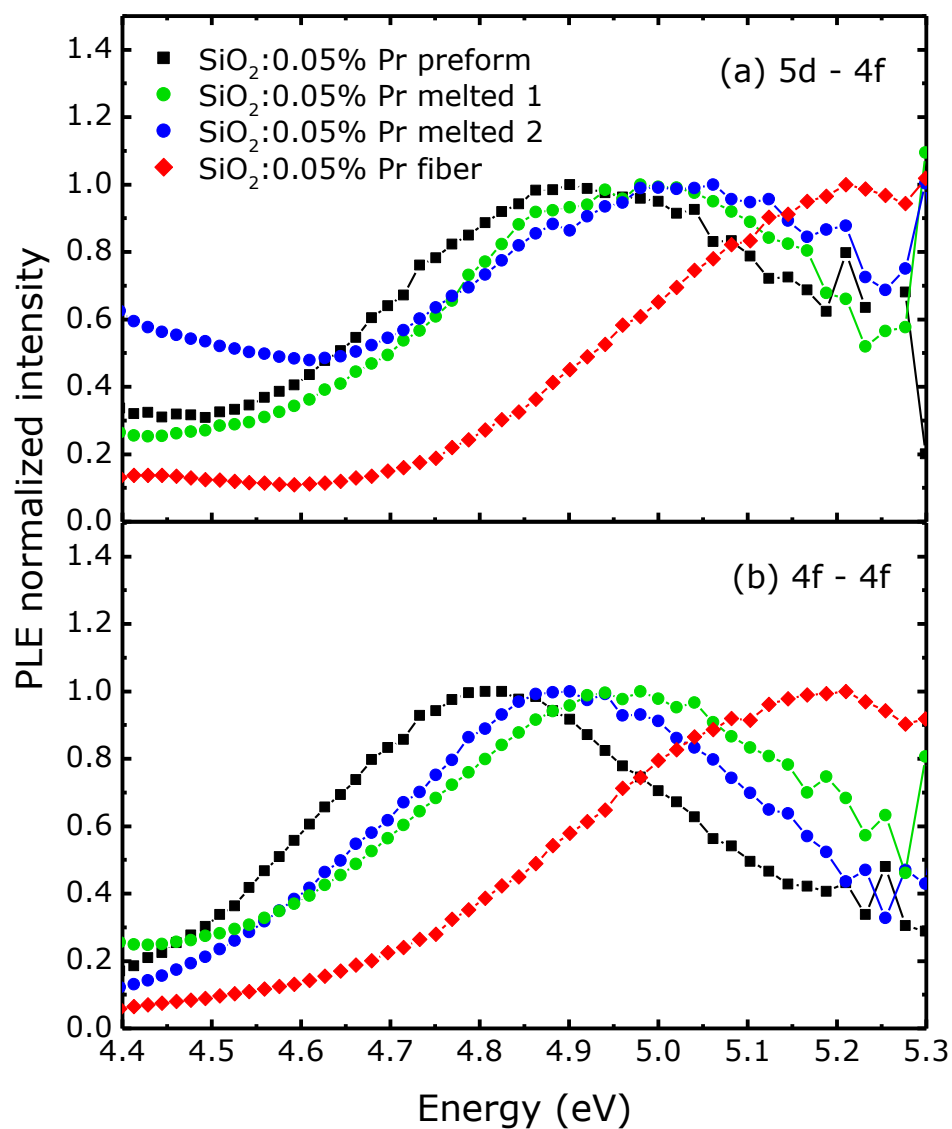 1.4
1.2
1.0
0.8
0.6
0.4
0.2
0.0
SiO₂:0.05% Pr preform
SiO₂:0.05% Pr melted 1
SiO₂:0.05% Pr melted 2
SiO₂:0.05% Pr fiber
(a) 5d - 4f
PLE normalized intensity
1.4
1.2
1.0
0.8
0.6
0.4
0.2
0.0
(b) 4f - 4f
4.4 4.5 4.6 4.7 4.8 4.9 5.0 5.1 5.2 5.3
Energy (eV)